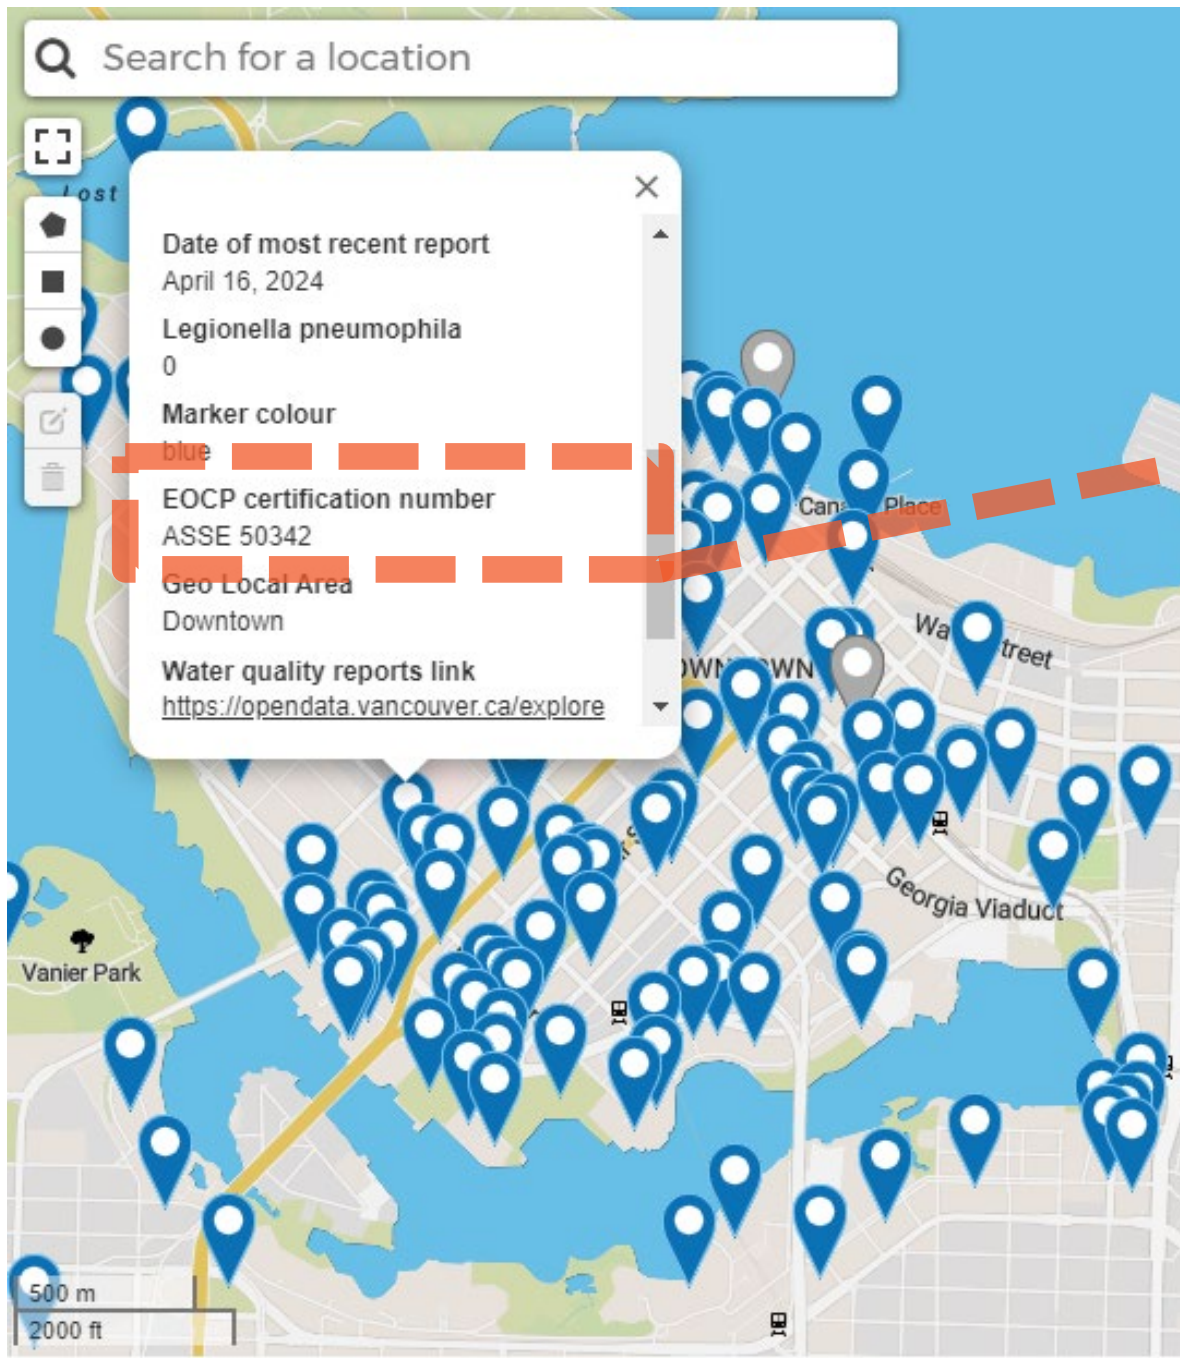 Search for a location
Lost
Date of most recent report
April 16, 2024
Legionella pneumophila
0
Marker colour
blue
EOCP certification number
ASSE 50342
Geo Local Area
Downtown
Water quality reports link
https://opendata.vancouver.ca/explore
Place
Georgia Viaduct
Vanier Park
500 m
2000 ft